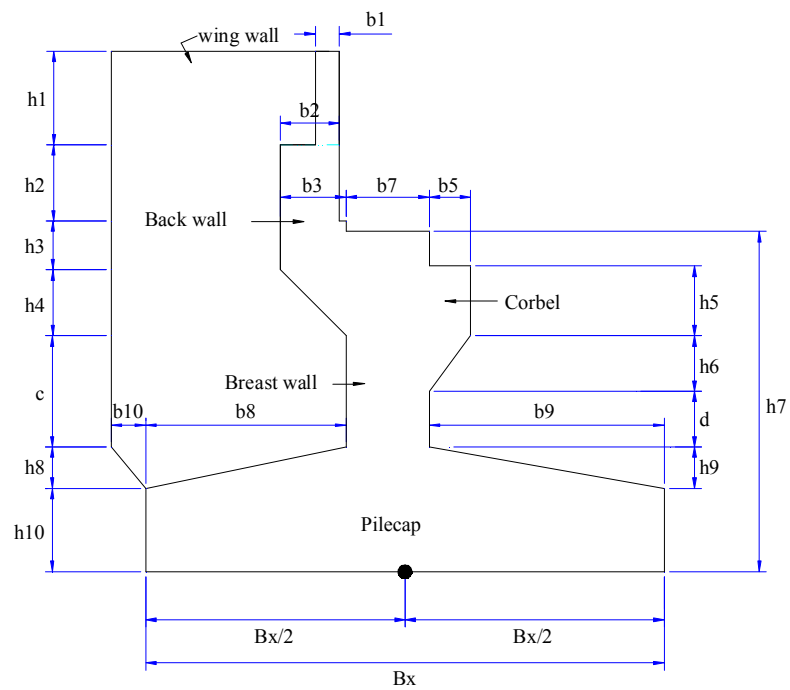 b1
wing wall
h1
b2
h2
b3
b7
b5
Back wall
h3
h4
Corbel
h5
Breast wall
h6
h7
c
b10
b8
b9
d
h8
h9
h10
Pilecap
Bx/2
Bx/2
Bx